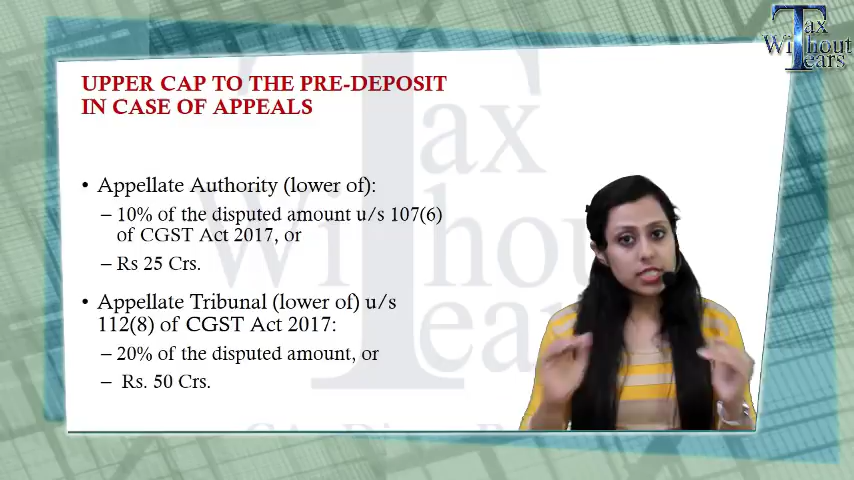 Tax
Without
Tears
UPPER CAP TO THE PRE-DEPOSIT
IN CASE OF APPEALS
• Appellate Authority (lower of):
– 10% of the disputed amount u/s 107(6)
of CGST Act 2017, or
– Rs 25 Crs.
• Appellate Tribunal (lower of) u/s
112(8) of CGST Act 2017:
– 20% of the disputed amount, or
– Rs. 50 Crs.